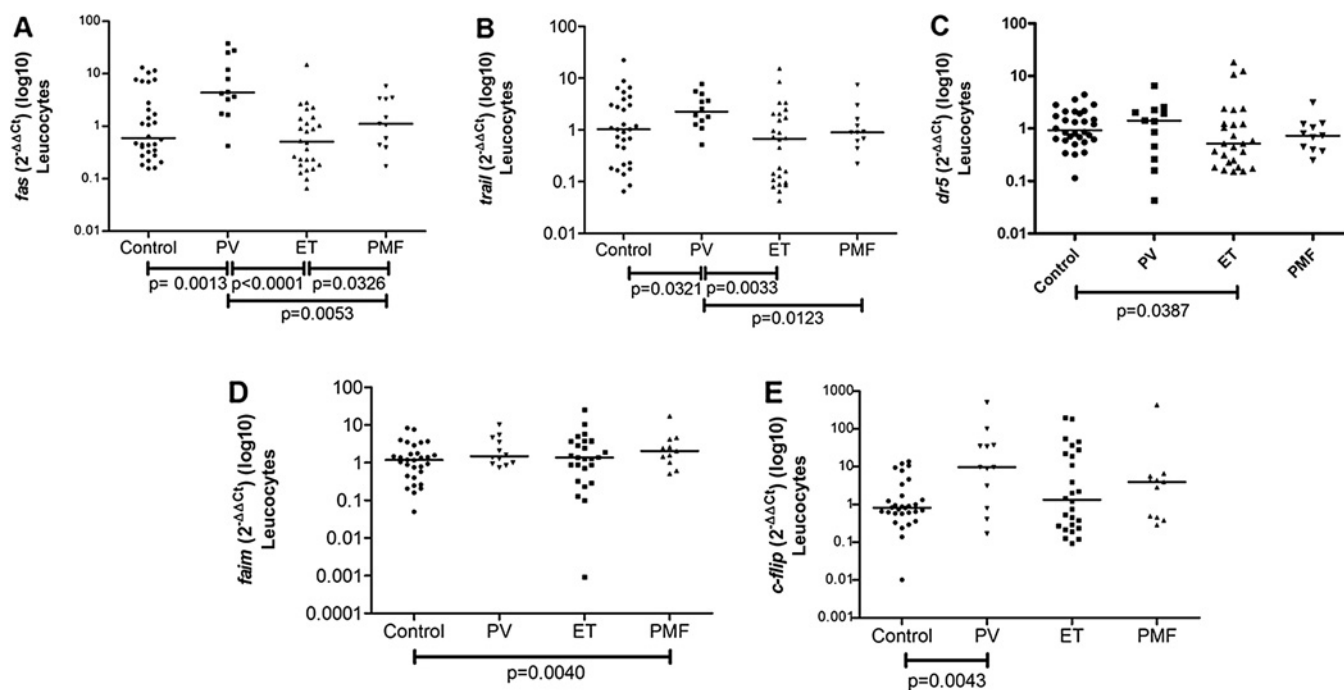 A
fas (2-ΔΔCt) (log10)
Leucocytes
100
10
1
0.1
0.01
Control PV ET PMF
p= 0.0013 p<0.0001 p=0.0326
p=0.0053
B
trail (2-ΔΔCt) (log10)
Leucocytes
100
10
1
0.1
0.01
Control PV ET PMF
p=0.0321 p=0.0033
p=0.0123
C
dr5 (2-ΔΔCt) (log10)
Leucocytes
100
10
1
0.1
0.01
Control PV ET PMF
p=0.0387
D
faim (2-ΔΔCt) (log10)
Leucocytes
100
10
1
0.1
0.01
0.001
0.0001
Control PV ET PMF
p=0.0040
E
c-flip (2-ΔΔCt) (log10)
Leucocytes
1000
100
10
1
0.1
0.01
0.001
Control PV ET PMF
p=0.0043